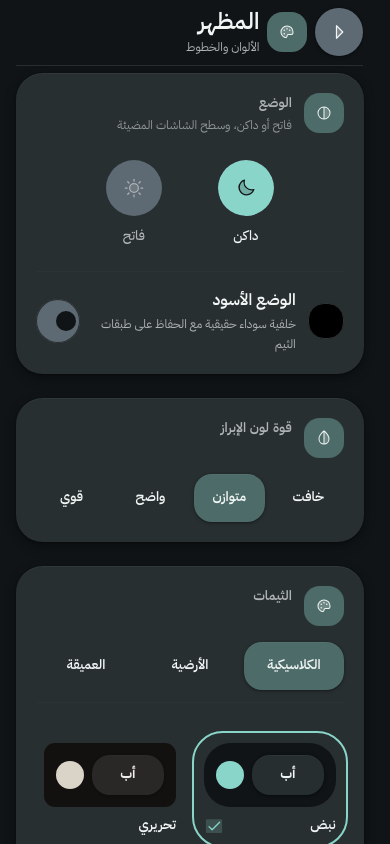 المظهر
الألوان والخطوط
الوضع
فاتح أو داكن، وسطح الشاشات المضيئة
داكن
فاتح
الوضع الأسود
خلفية سوداء حقيقية مع الحفاظ على طبقات
الثيم
قوة لون الإبراز
خافت
متوازن
واضح
قوي
الثيمات
الكلاسيكية
الأرضية
العميقة
أب
أب
نبض
تحريري